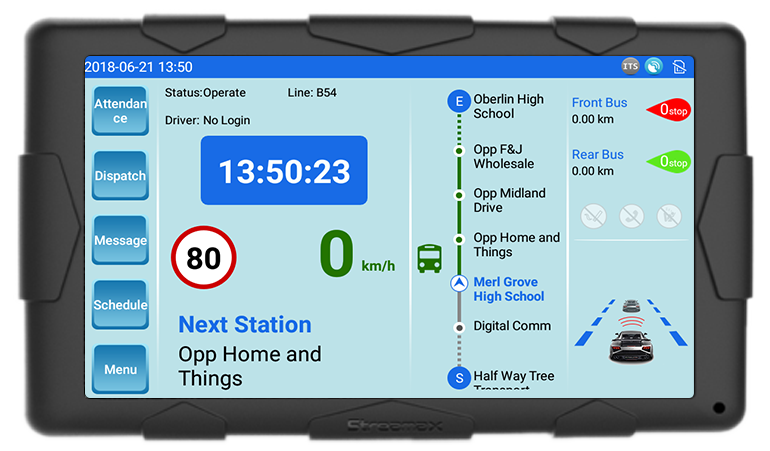 2018-06-21 13:50
ITS
Attendan
ce
Dispatch
Message
Schedule
Menu
Status:Operate
Line: B54
Driver: No Login
13:50:23
80
0 km/h
Next Station
Opp Home and
Things
E
Oberlin High
School
Opp F&J
Wholesale
Opp Midland
Drive
Opp Home and
Things
Merl Grove
High School
Digital Comm
S
Half Way Tree
Transport
Front Bus
0.00 km
0stop
Rear Bus
0.00 km
0stop
Streamax